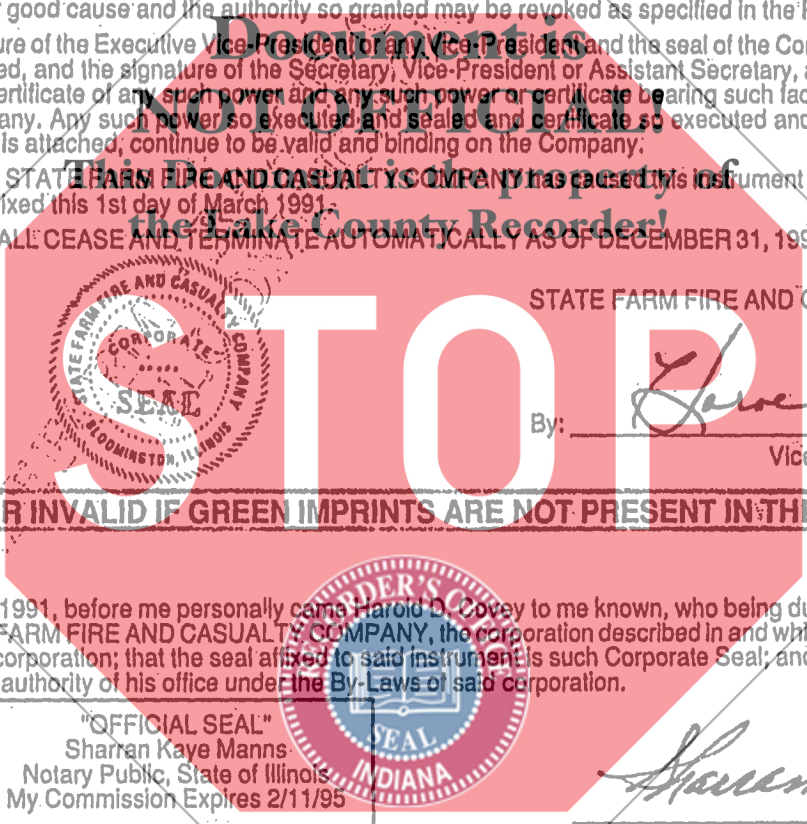 good cause and the authority so granted may be revoked as specified in the
Document is
ure of the Executive Vice-President or any Vice-President and the seal of the Co
ed, and the signature of the Secretary, Vice-President or Assistant Secretary,
ertificate of any such power and any such power or certificate bearing such fac
NOT OFFICIAL!
any. Any such power so executed and sealed and certificate so executed and
is attached, continue to be valid and binding on the Company.
This Document is the property of
STATE FARM FIRE AND CASUALTY COMPANY has caused this instrument
ixed this 1st day of March 1991.
the Lake County Recorder!
ALL CEASE AND TERMINATE AUTOMATICALLY AS OF DECEMBER 31, 199
STATE FARM FIRE AND CASUALTY COMPANY
CORPORATE
SEAL
BLOOMINGTON, ILLINOIS
STATE FARM FIRE AND C
STOP
By:
Vice
R INVALID IF GREEN IMPRINTS ARE NOT PRESENT IN TH
1991, before me personally came Harold D. Covey to me known, who being du
FARM FIRE AND CASUALTY COMPANY, the corporation described in and whi
corporation; that the seal affixed to said instrument is such Corporate Seal; and
authority of his office under the By-Laws of said corporation.
RECORDER'S OFFICE
SEAL
INDIANA
"OFFICIAL SEAL"
Sharran Kaye Manns
Notary Public, State of Illinois
My Commission Expires 2/11/95
Sharran